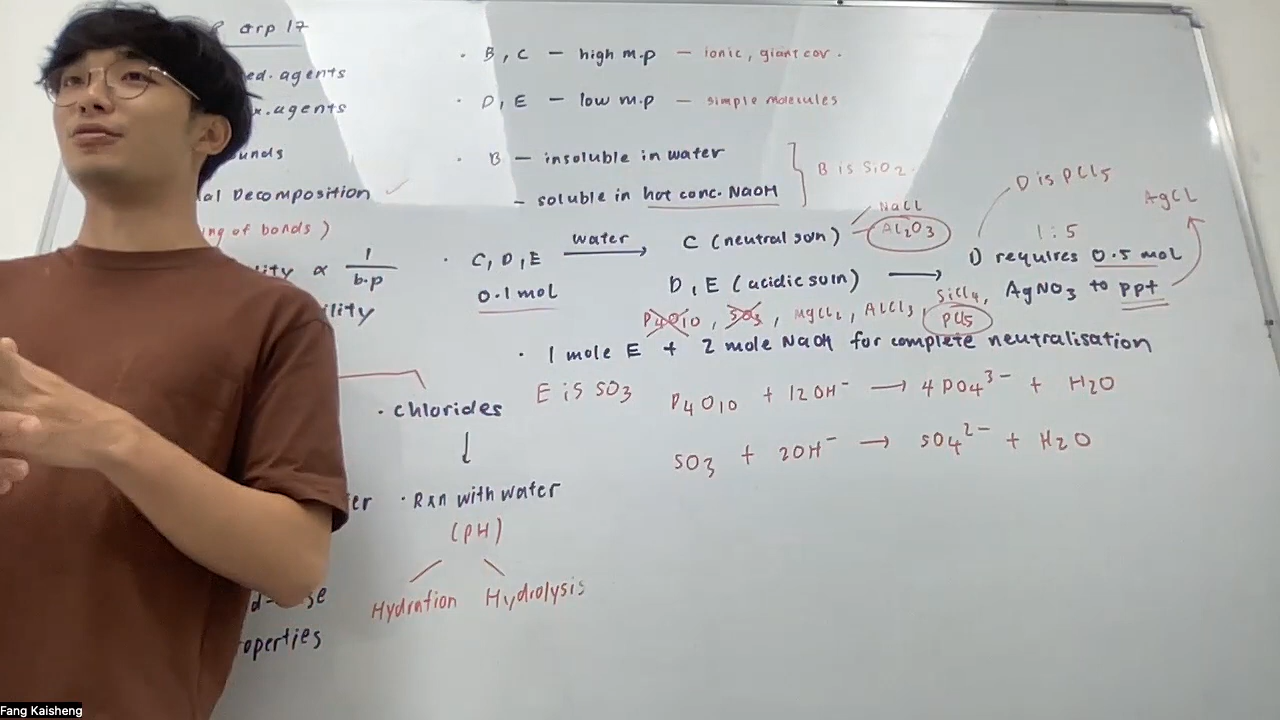 grp 17
ed. agents
x. agents
ounds
al Decomposition ✓
ng of bonds )
ity ∝ 1/b.p
ility
· B, C — high m.p — ionic, giant cov.
· D, E — low m.p — simple molecules
· B — insoluble in water
— soluble in hot conc. NaOH
B is SiO2.
· C, D, E
0.1 mol
water
C (neutral soln)
NaCl
Al2O3
D, E (acidic soln)
D is PCl5
1 : 5
AgCl
D requires 0.5 mol
AgNO3 to ppt
P4O10, SO3, MgCl2, AlCl3, SiCl4,
PCl5
· 1 mole E + 2 mole NaOH for complete neutralisation
E is SO3
P4O10 + 12OH⁻ → 4PO4³⁻ + H2O
SO3 + 2OH⁻ → SO4²⁻ + H2O
· chlorides
↓
er
· Rxn with water
(pH)
Hydration
Hydrolysis
operties
Fang Kaisheng